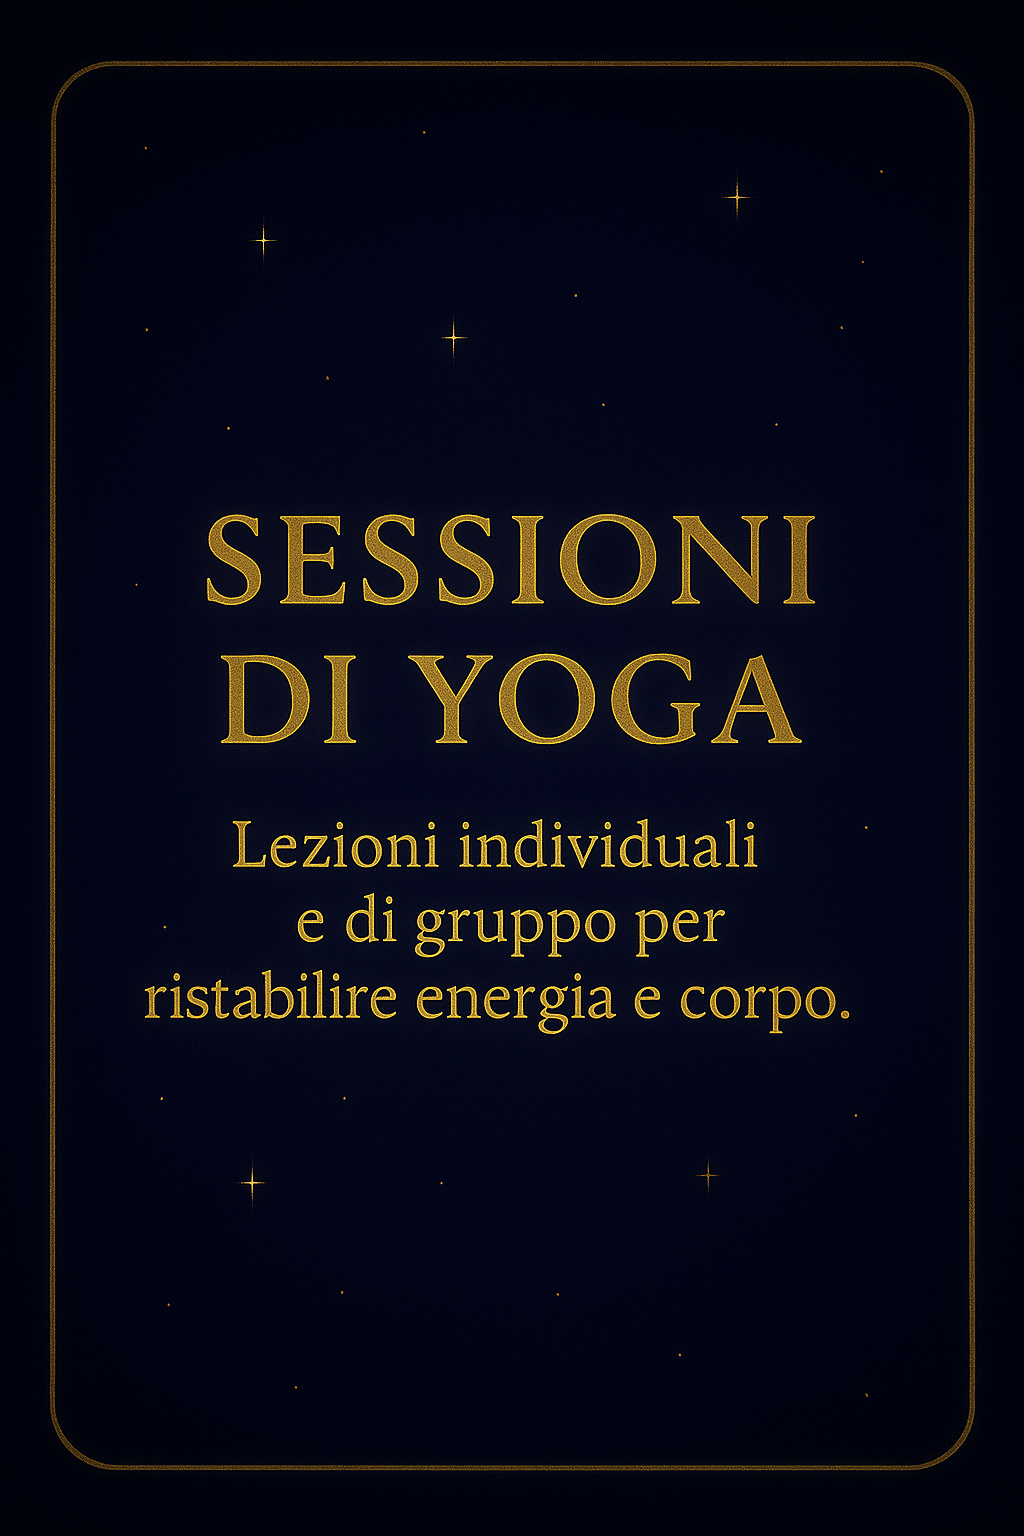 SESSIONI
DI YOGA
Lezioni individuali
e di gruppo per
ristabilire energia e corpo.